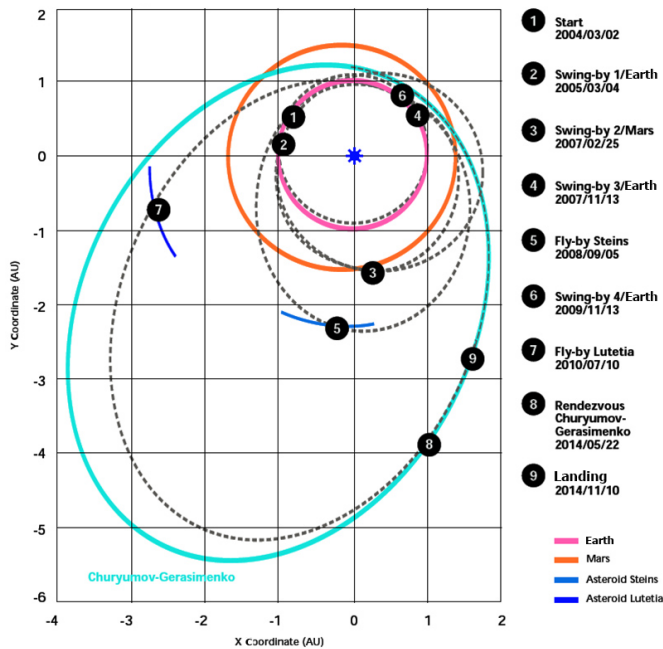 2
1
0
-1
-2
-3
-4
-5
-6
Y Coordinate (AU)
-4
-3
-2
-1
0
1
2
X Coordinate (AU)
1
2
3
4
5
6
7
8
9
Churyumov-Gerasimenko
1 Start
2004/03/02
2 Swing-by 1/Earth
2005/03/04
3 Swing-by 2/Mars
2007/02/25
4 Swing-by 3/Earth
2007/11/13
5 Fly-by Steins
2008/09/05
6 Swing-by 4/Earth
2009/11/13
7 Fly-by Lutetia
2010/07/10
8 Rendezvous
Churyumov-
Gerasimenko
2014/05/22
9 Landing
2014/11/10
Earth
Mars
Asteroid Steins
Asteroid Lutetia